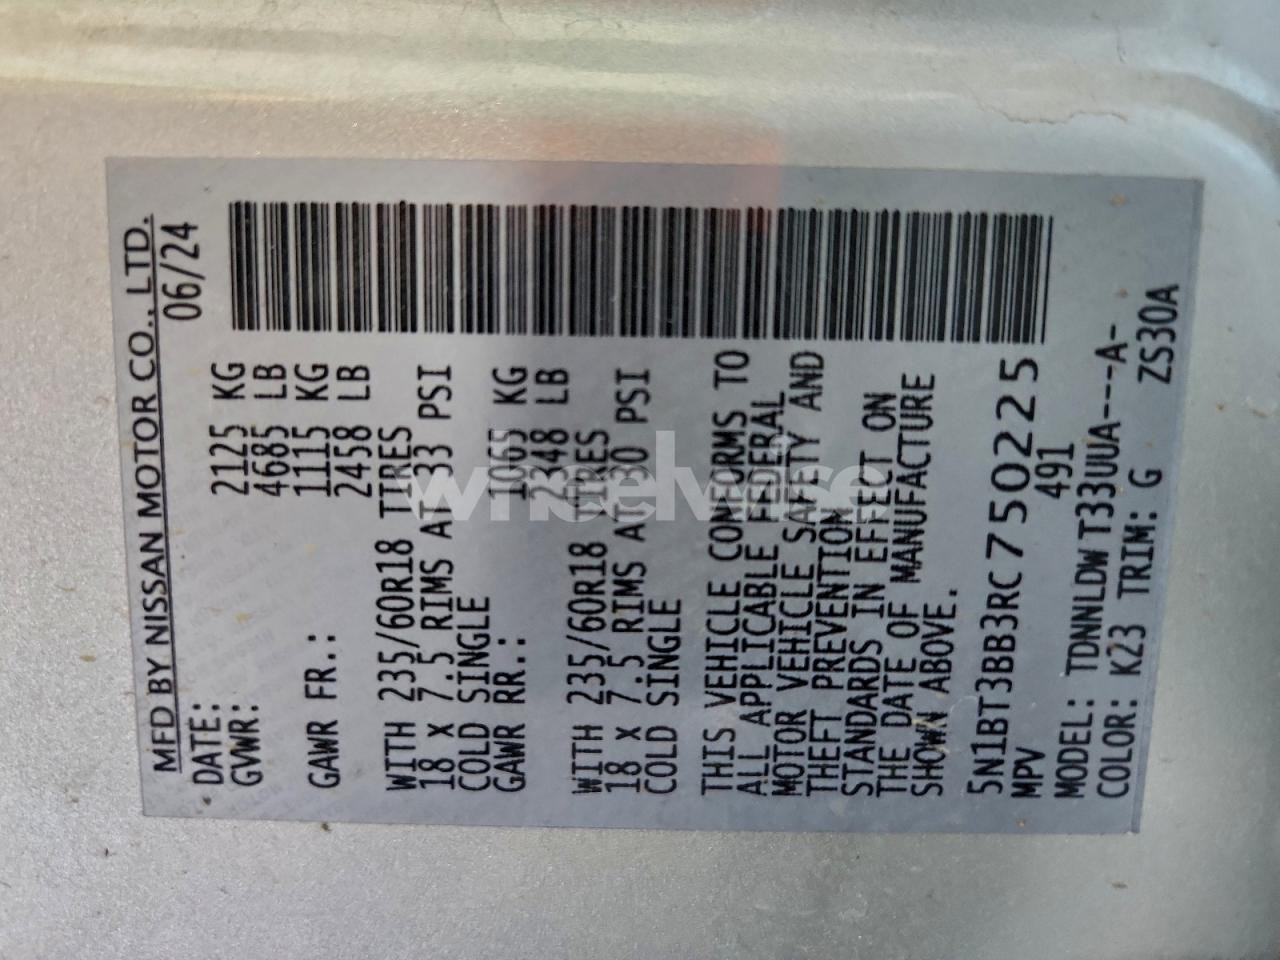 MFD BY NISSAN MOTOR CO., LTD.
DATE: 06/24
GVWR: 2125 KG
4685 LB
GAWR FR.: 1115 KG
2458 LB
WITH 235/60R18 TIRES
18 X 7.5 RIMS AT 33 PSI
COLD SINGLE
GAWR RR.: 1065 KG
2348 LB
WITH 235/60R18 TIRES
18 X 7.5 RIMS AT 30 PSI
COLD SINGLE
THIS VEHICLE CONFORMS TO
ALL APPLICABLE FEDERAL
MOTOR VEHICLE SAFETY AND
THEFT PREVENTION
STANDARDS IN EFFECT ON
THE DATE OF MANUFACTURE
SHOWN ABOVE.
5N1BT3BB3RC750225
MPV 491
MODEL: TDNNLDWT33UUA---A-
COLOR: K23 TRIM: G ZS30A
wheelwise